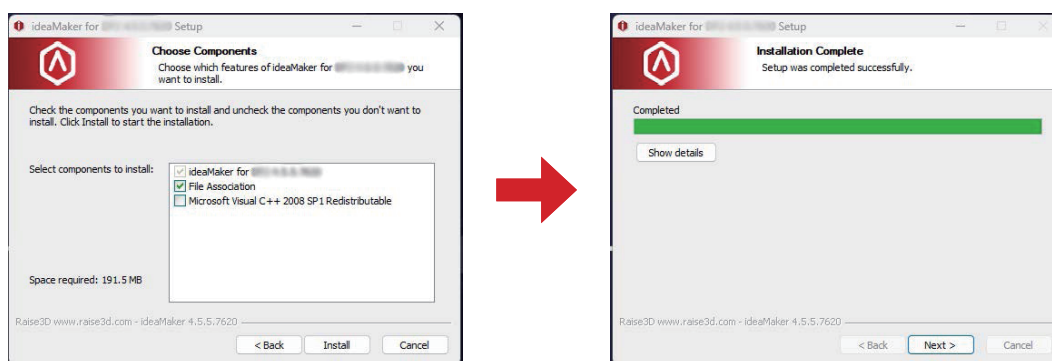 ideaMaker for Setup
Choose Components
Choose which features of ideaMaker for you
want to install.
Check the components you want to install and uncheck the components you don't want to
install. Click Install to start the installation.
Select components to install:
ideaMaker for
File Association
Microsoft Visual C++ 2008 SP1 Redistributable
Space required: 191.5 MB
Raise3D www.raise3d.com - ideaMaker 4.5.5.7620
< Back
Install
Cancel
ideaMaker for Setup
Installation Complete
Setup was completed successfully.
Completed
Show details
Raise3D www.raise3d.com - ideaMaker 4.5.5.7620
< Back
Next >
Cancel